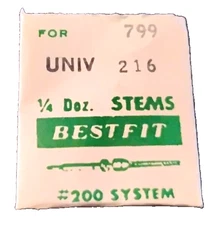 FOR 799
UNIV 216
¼ Doz. STEMS
BESTFIT
#200 SYSTEM